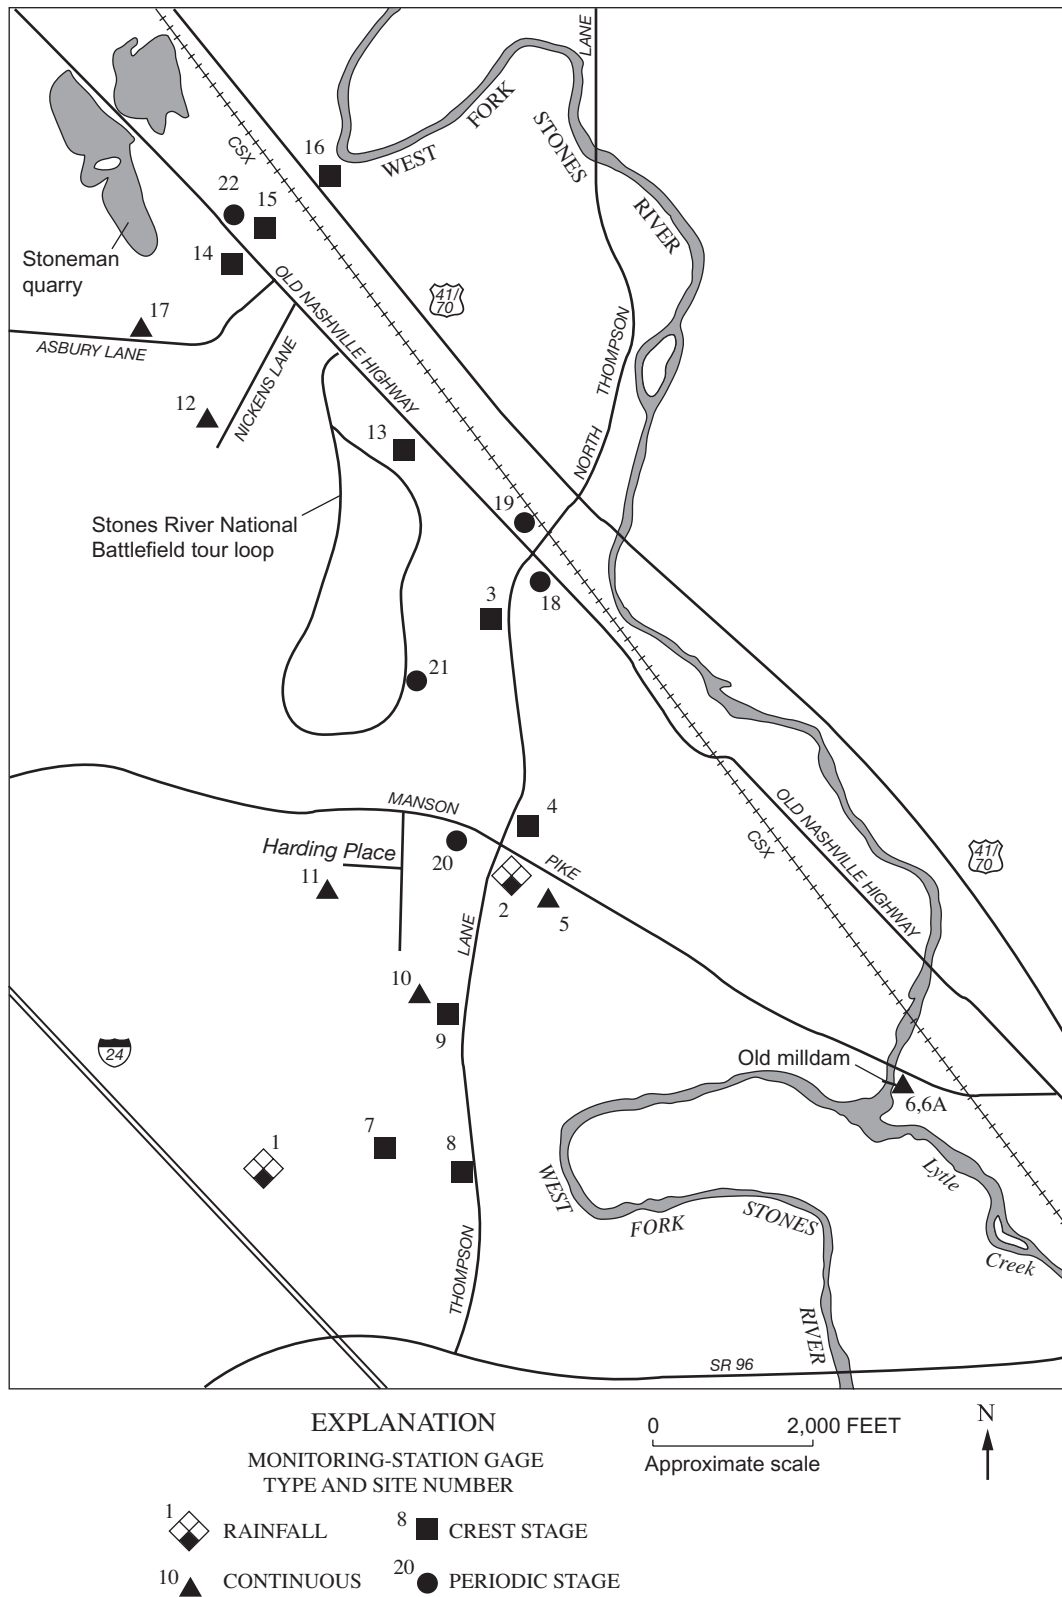 LANE
WEST
FORK
STONES
RIVER
CSX
16
22
15
14
Stoneman
quarry
17
ASBURY LANE
OLD NASHVILLE HIGHWAY
41/
70
NICKENS LANE
12
13
THOMPSON
NORTH
19
Stones River National
Battlefield tour loop
18
3
21
MANSON
4
Harding Place
20
PIKE
11
2
5
OLD NASHVILLE HIGHWAY
CSX
41/
70
LANE
10
9
24
Old milldam
6,6A
1
7
8
WEST
FORK
STONES
RIVER
Lytle
Creek
THOMPSON
SR 96
EXPLANATION
MONITORING-STATION GAGE
TYPE AND SITE NUMBER
1 RAINFALL
8 CREST STAGE
10 CONTINUOUS
20 PERIODIC STAGE
0 2,000 FEET
Approximate scale
N